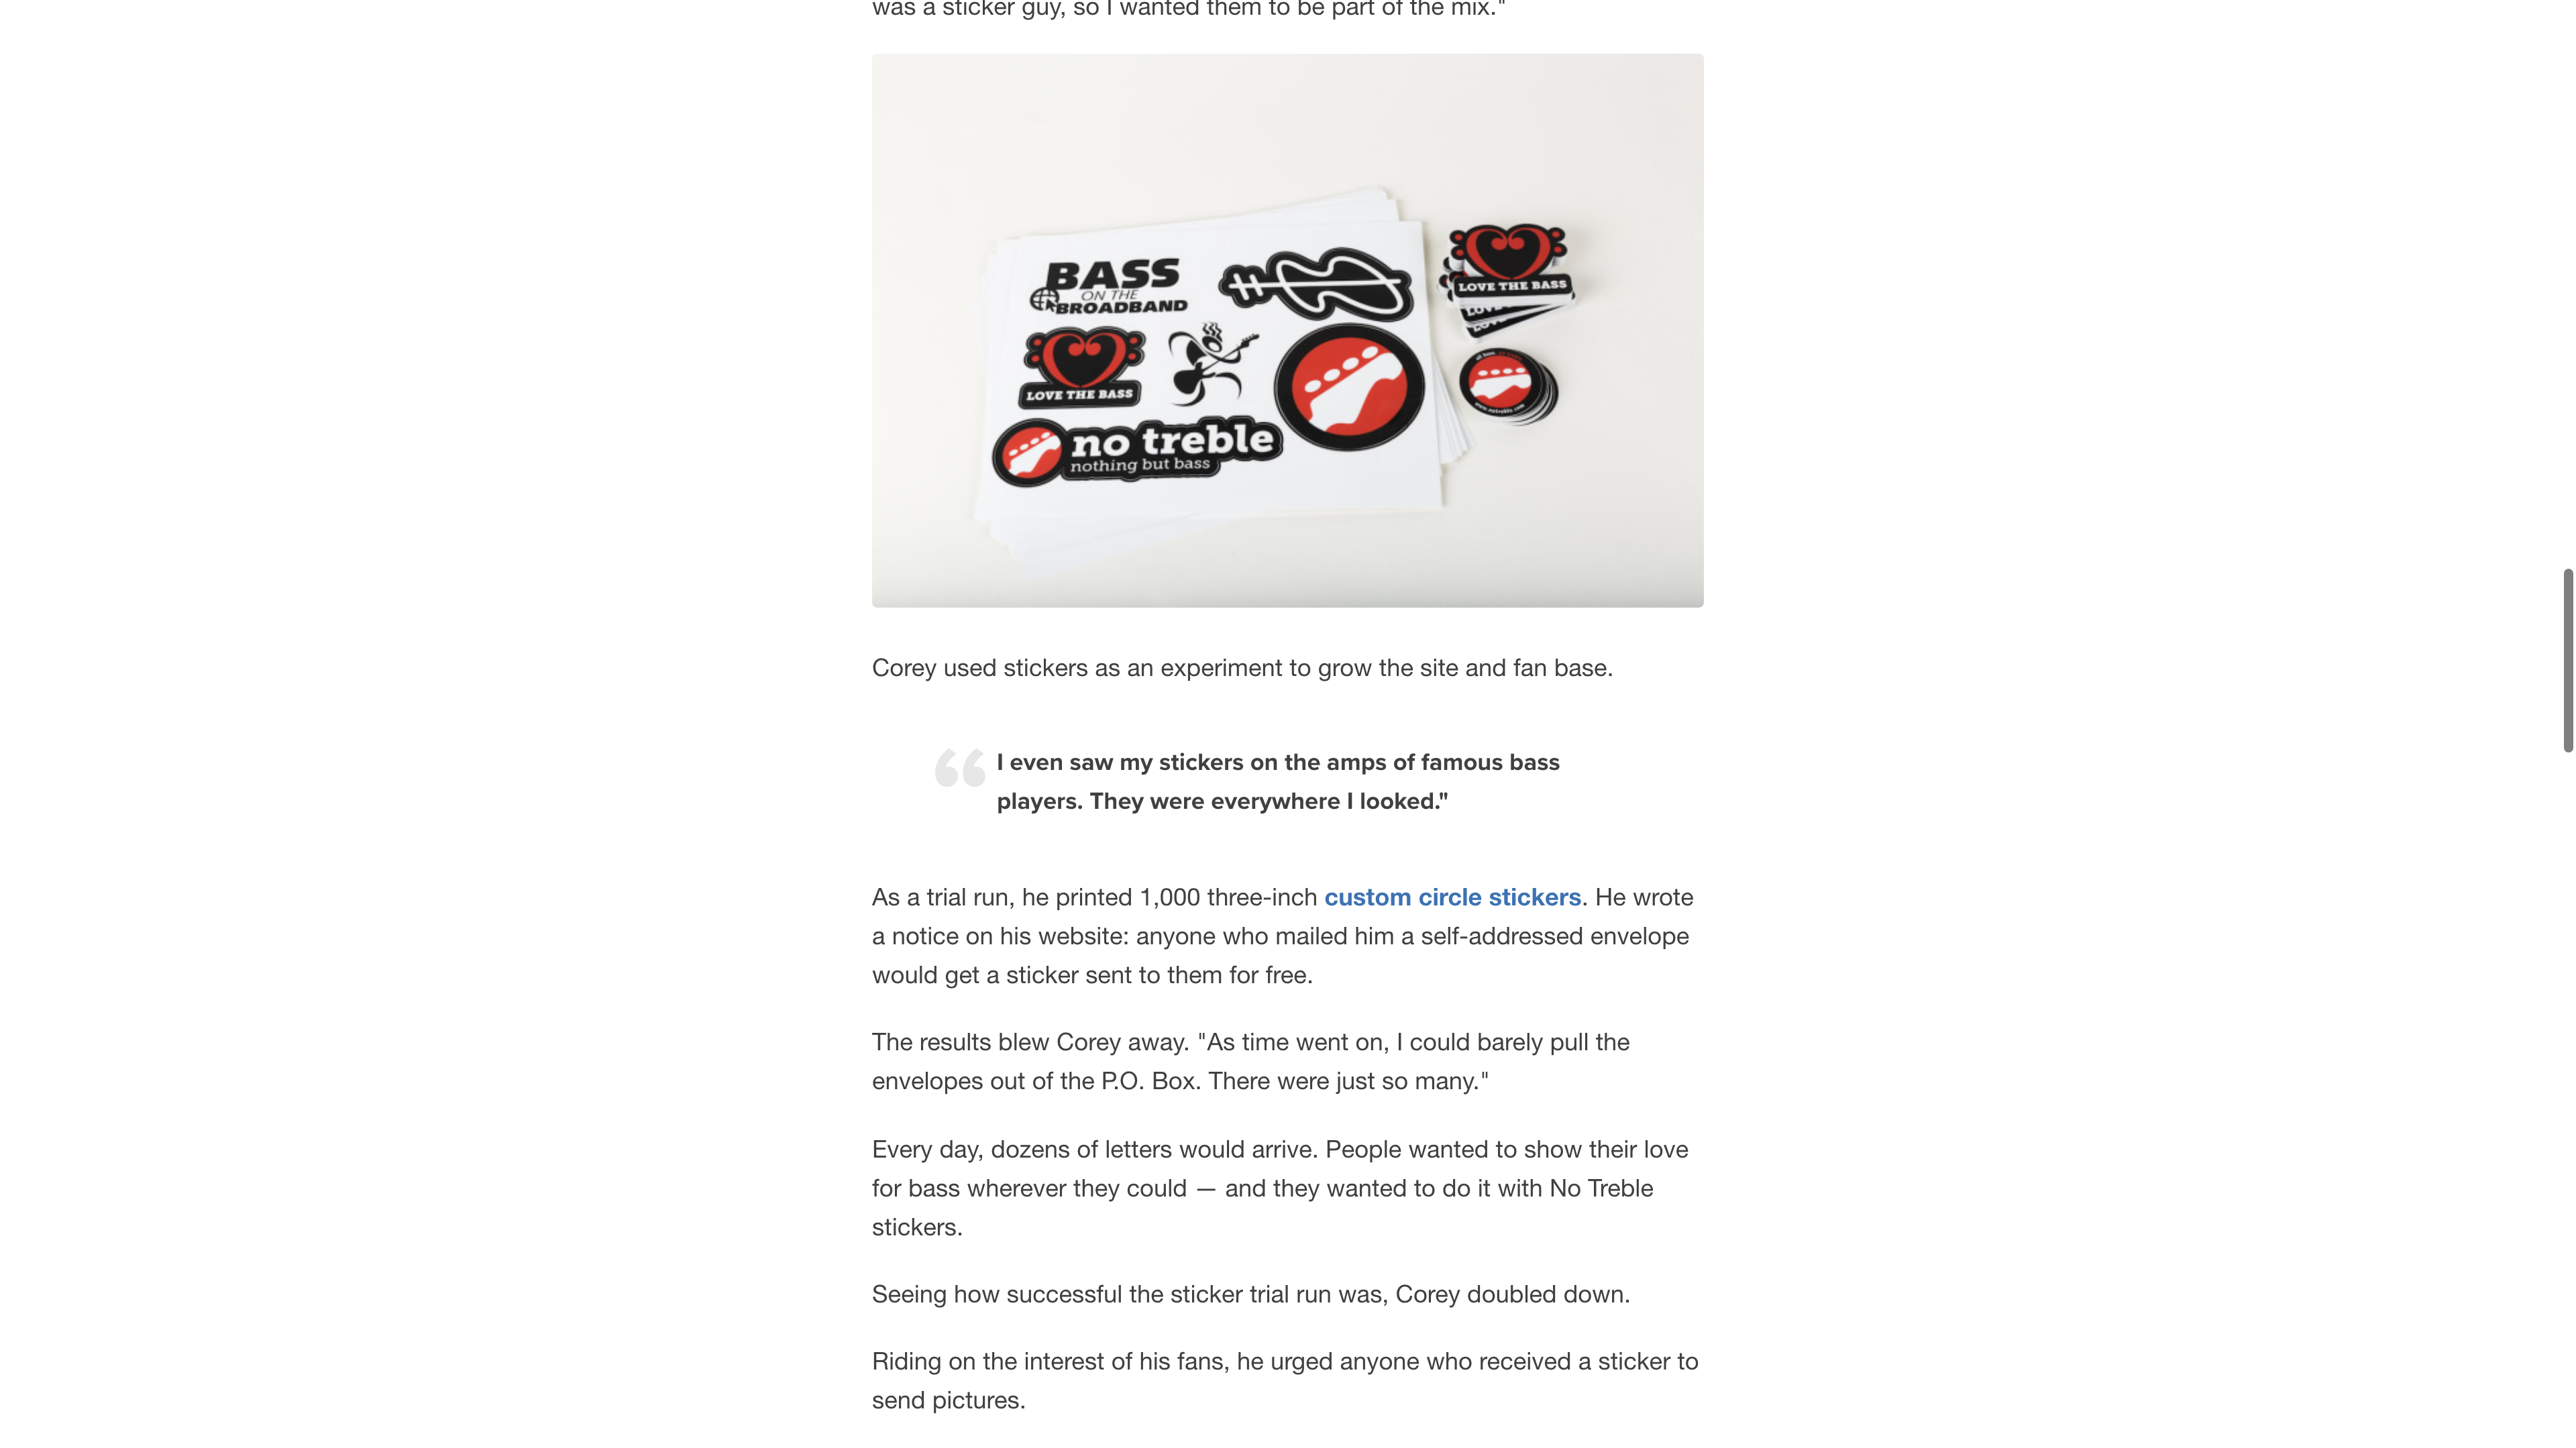 was a sticker guy, so I wanted them to be part of the mix."
BASS
ON THE
BROADBAND
LOVE THE BASS
no treble
nothing but bass
LOVE THE BASS
www.notreble.com
Corey used stickers as an experiment to grow the site and fan base.
I even saw my stickers on the amps of famous bass
players. They were everywhere I looked."
As a trial run, he printed 1,000 three-inch custom circle stickers. He wrote
a notice on his website: anyone who mailed him a self-addressed envelope
would get a sticker sent to them for free.
The results blew Corey away. "As time went on, I could barely pull the
envelopes out of the P.O. Box. There were just so many."
Every day, dozens of letters would arrive. People wanted to show their love
for bass wherever they could — and they wanted to do it with No Treble
stickers.
Seeing how successful the sticker trial run was, Corey doubled down.
Riding on the interest of his fans, he urged anyone who received a sticker to
send pictures.